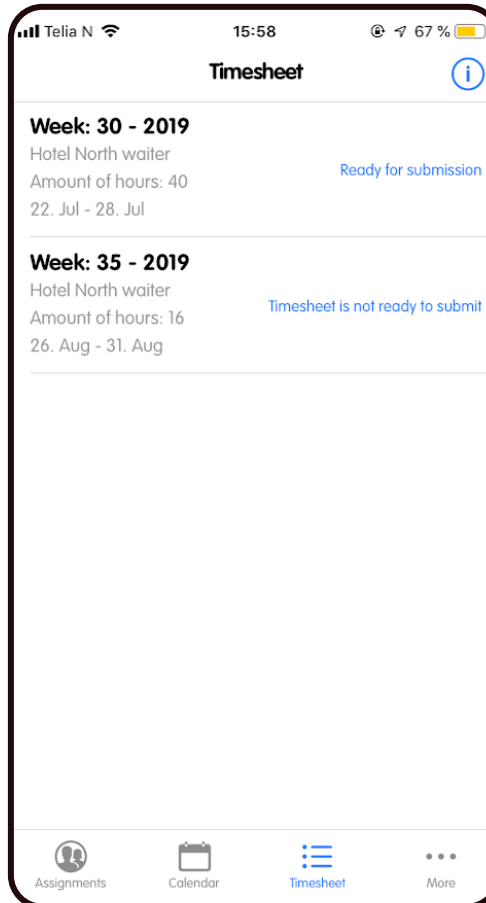 Telia N 15:58 67 %
Timesheet
Week: 30 - 2019
Hotel North waiter
Amount of hours: 40
Ready for submission
22. Jul - 28. Jul
Week: 35 - 2019
Hotel North waiter
Amount of hours: 16
Timesheet is not ready to submit
26. Aug - 31. Aug
Assignments Calendar Timesheet More